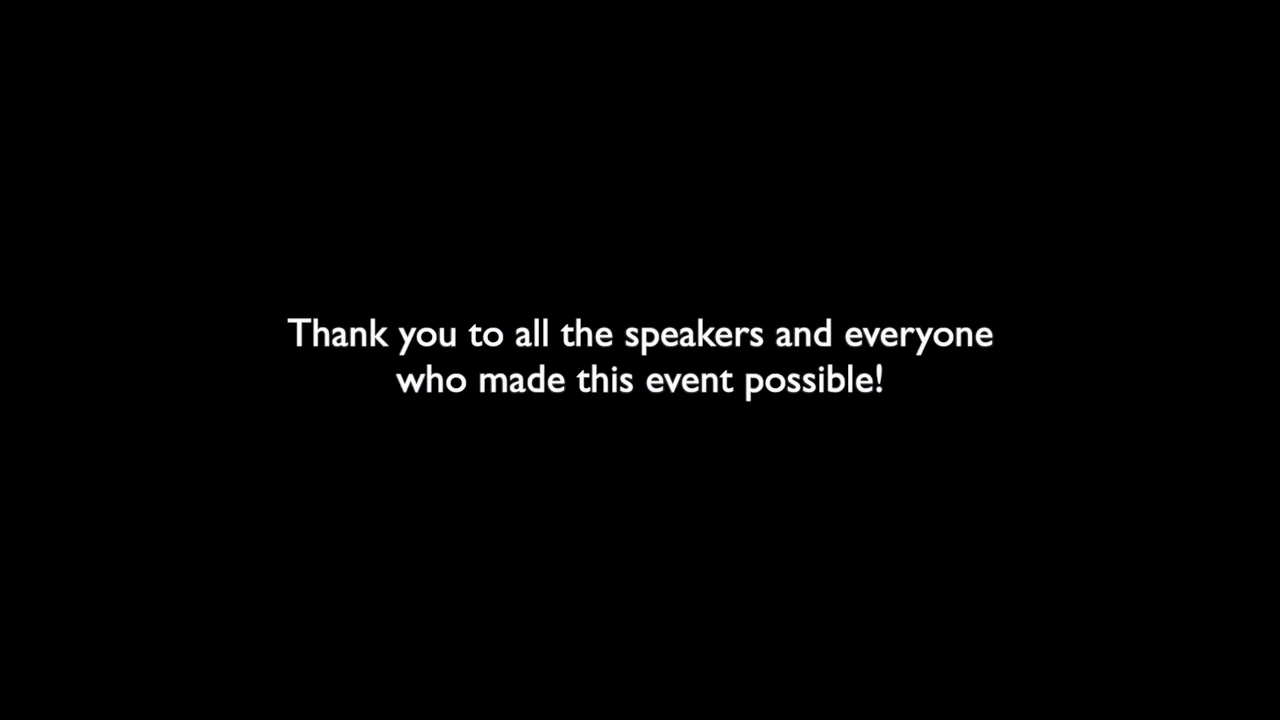 Thank you to all the speakers and everyone
who made this event possible!